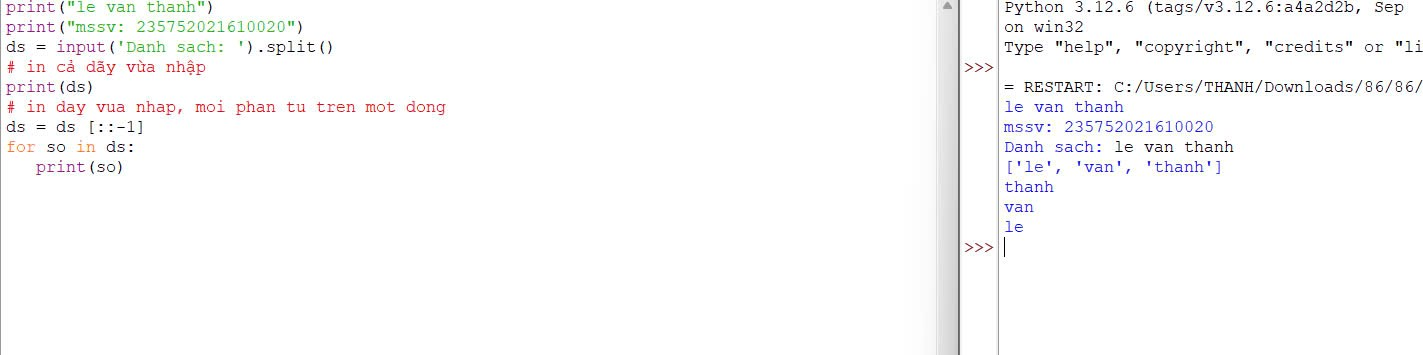 print("le van thanh")
print("mssv: 235752021610020")
ds = input('Danh sach: ').split()
# in cả dãy vừa nhập
print(ds)
# in day vua nhap, moi phan tu tren mot dong
ds = ds [::-1]
for so in ds:
print(so)
Python 3.12.6 (tags/v3.12.6:a4a2d2b, Sep
on win32
Type "help", "copyright", "credits" or "li
>>>
= RESTART: C:/Users/THANH/Downloads/86/86/
le van thanh
mssv: 235752021610020
Danh sach: le van thanh
['le', 'van', 'thanh']
thanh
van
le
>>>